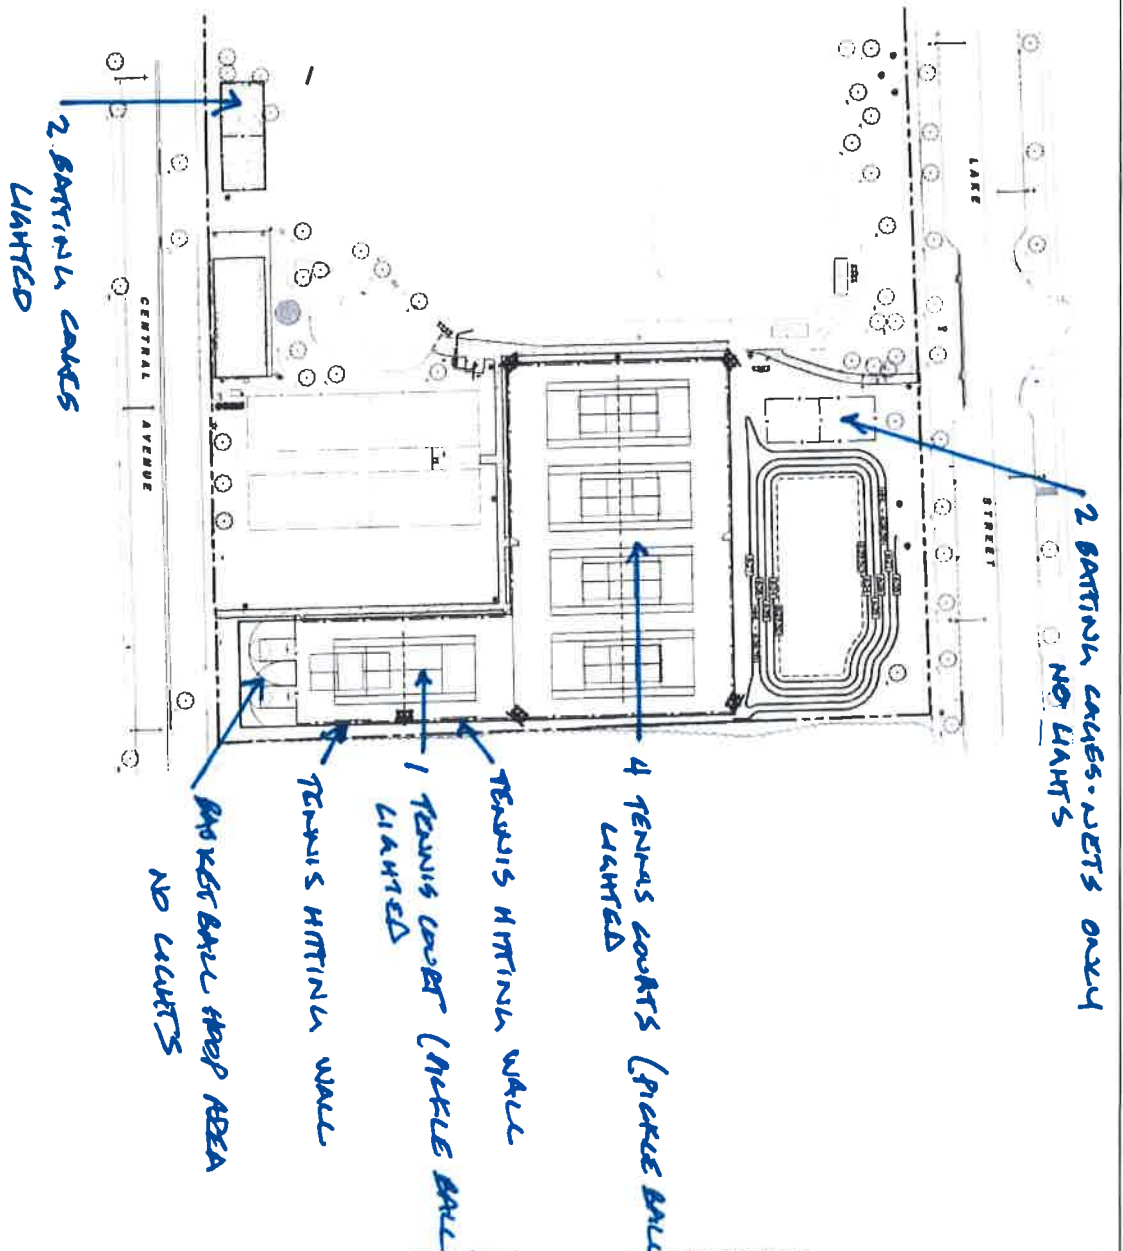 2 BATTING CAGES - NETS ONLY
NO LIGHTS
LAKE
STREET
4 TENNIS COURTS (PICKLE BALL
LIGHTED
TENNIS HITTING WALL
1 TENNIS COURT (PICKLE BALL
LIGHTED
TENNIS HITTING WALL
BASKETBALL HOOP AREA
NO LIGHTS
CENTRAL AVENUE
2 BATTING CAGES
LIGHTED